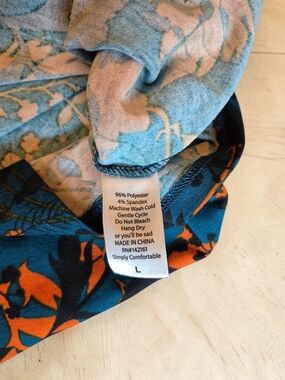 96% Polyester
4% Spandex
Machine Wash Cold
Gentle Cycle
Do Not Bleach
Hang Dry
or you'll be sad
MADE IN CHINA
RN#142161
Simply Comfortable
L